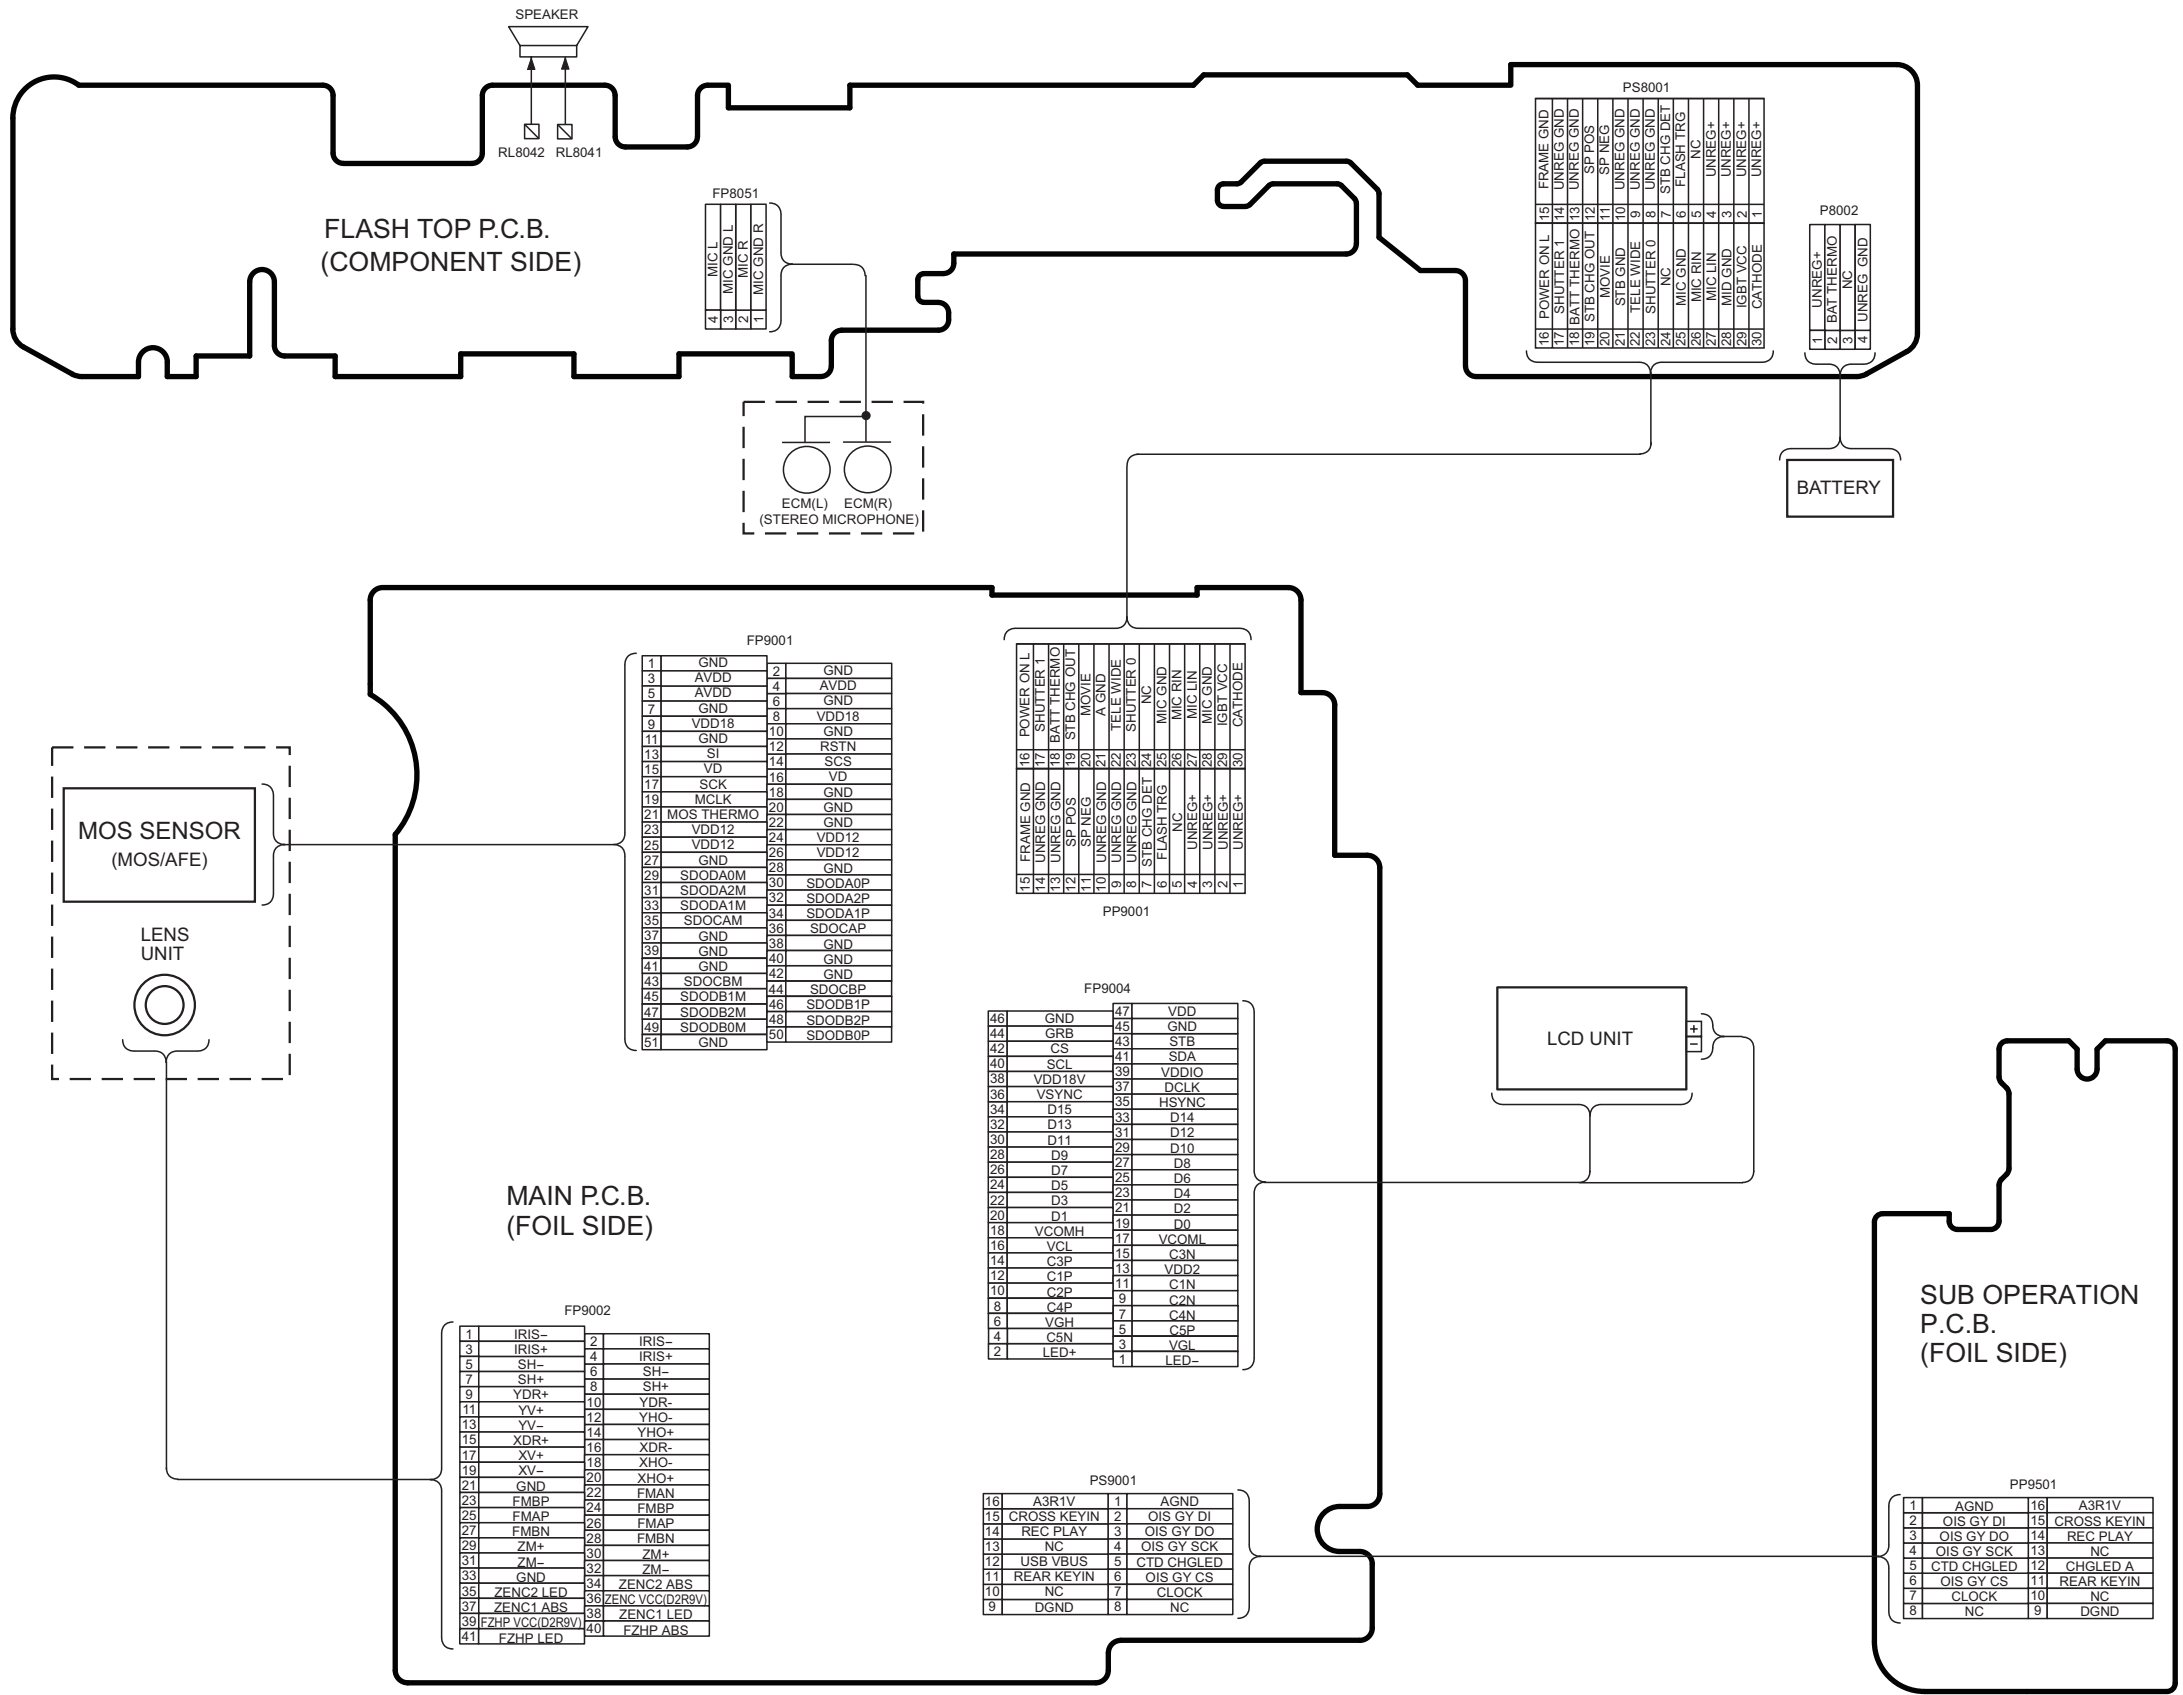 SPEAKER
RL8042 RL8041
FLASH TOP P.C.B.
(COMPONENT SIDE)
FP8051
4 MIC L
3 MIC GND L
2 MIC R
1 MIC GND R
PS8001
15 FRAME GND
14 UNREG GND
13 UNREG GND
12 SP POS
11 SP NEG
10 UNREG GND
9 UNREG GND
8 UNREG GND
7 STB CHG DET
6 FLASH TRG
5 NC
4 UNREG+
3 UNREG+
2 UNREG+
1 UNREG+
16 POWER ON L
17 SHUTTER 1
18 BATT THERMO
19 STB CHG OUT
20 MOVIE
21 STB GND
22 TELE WIDE
23 SHUTTER 0
24 NC
25 MIC GND
26 MIC RIN
27 MIC LIN
28 MID GND
29 IGBT VCC
30 CATHODE
P8002
1 UNREG+
2 BAT THERMO
3 NC
4 UNREG GND
BATTERY
ECM(L) ECM(R)
(STEREO MICROPHONE)
MOS SENSOR
(MOS/AFE)
LENS
UNIT
FP9001
1 GND
2 GND
3 AVDD
4 AVDD
5 AVDD
6 GND
7 GND
8 VDD18
9 VDD18
10 GND
11 GND
12 RSTN
13 SI
14 SCS
15 VD
16 VD
17 SCK
18 GND
19 MCLK
20 GND
21 MOS THERMO
22 GND
23 VDD12
24 VDD12
25 VDD12
26 VDD12
27 GND
28 GND
29 SDODA0M
30 SDODA0P
31 SDODA2M
32 SDODA2P
33 SDODA1M
34 SDODA1P
35 SDOCAM
36 SDOCAP
37 GND
38 GND
39 GND
40 GND
41 GND
42 GND
43 SDOCBM
44 SDOCBP
45 SDODB1M
46 SDODB1P
47 SDODB2M
48 SDODB2P
49 SDODB0M
50 SDODB0P
51 GND
16 POWER ON L
17 SHUTTER 1
18 BATT THERMO
19 STB CHG OUT
20 MOVIE
21 A GND
22 TELE WIDE
23 SHUTTER 0
24 NC
25 MIC GND
26 MIC RIN
27 MIC LIN
28 MIC GND
29 IGBT VCC
30 CATHODE
15 FRAME GND
14 UNREG GND
13 UNREG GND
12 SP POS
11 SP NEG
10 UNREG GND
9 UNREG GND
8 UNREG GND
7 STB CHG DET
6 FLASH TRG
5 NC
4 UNREG+
3 UNREG+
2 UNREG+
1 UNREG+
PP9001
FP9004
47 VDD
46 GND
45 GND
44 GRB
43 STB
42 CS
41 SDA
40 SCL
39 VDDIO
38 VDD18V
37 DCLK
36 VSYNC
35 HSYNC
34 D15
33 D14
32 D13
31 D12
30 D11
29 D10
28 D9
27 D8
26 D7
25 D6
24 D5
23 D4
22 D3
21 D2
20 D1
19 D0
18 VCOMH
17 VCOML
16 VCL
15 C3N
14 C3P
13 VDD2
12 C1P
11 C1N
10 C2P
9 C2N
8 C4P
7 C4N
6 VGH
5 C5P
4 C5N
3 VGL
2 LED+
1 LED–
LCD UNIT
+
–
MAIN P.C.B.
(FOIL SIDE)
FP9002
1 IRIS–
2 IRIS–
3 IRIS+
4 IRIS+
5 SH–
6 SH–
7 SH+
8 SH+
9 YDR+
10 YDR-
11 YV+
12 YHO-
13 YV–
14 YHO+
15 XDR+
16 XDR-
17 XV+
18 XHO-
19 XV–
20 XHO+
21 GND
22 FMAN
23 FMBP
24 FMBP
25 FMAP
26 FMAP
27 FMBN
28 FMBN
29 ZM+
30 ZM+
31 ZM–
32 ZM–
33 GND
34 ZENC2 ABS
35 ZENC2 LED
36 ZENC VCC(D2R9V)
37 ZENC1 ABS
38 ZENC1 LED
39 FZHP VCC(D2R9V)
40 FZHP ABS
41 FZHP LED
PS9001
16 A3R1V 1 AGND
15 CROSS KEYIN 2 OIS GY DI
14 REC PLAY 3 OIS GY DO
13 NC 4 OIS GY SCK
12 USB VBUS 5 CTD CHGLED
11 REAR KEYIN 6 OIS GY CS
10 NC 7 CLOCK
9 DGND 8 NC
SUB OPERATION
P.C.B.
(FOIL SIDE)
PP9501
1 AGND 16 A3R1V
2 OIS GY DI 15 CROSS KEYIN
3 OIS GY DO 14 REC PLAY
4 OIS GY SCK 13 NC
5 CTD CHGLED 12 CHGLED A
6 OIS GY CS 11 REAR KEYIN
7 CLOCK 10 NC
8 NC 9 DGND